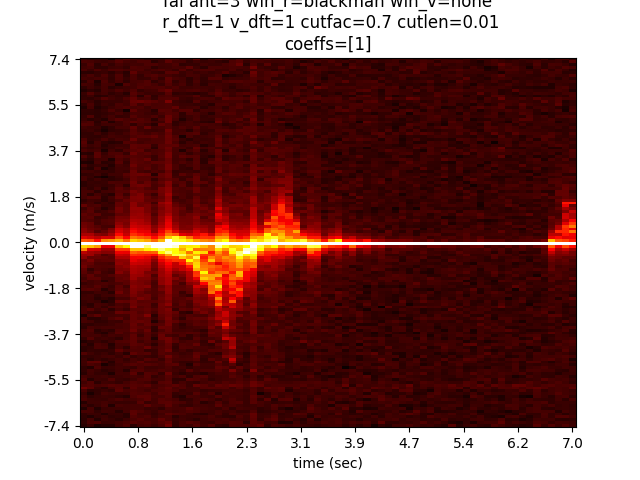 fal ant=3 win_r=blackman win_v=none
r_dft=1 v_dft=1 cutfac=0.7 cutlen=0.01
coeffs=[1]
7.4
5.5
3.7
1.8
0.0
-1.8
-3.7
-5.5
-7.4
velocity (m/s)
0.0 0.8 1.6 2.3 3.1 3.9 4.7 5.4 6.2 7.0
time (sec)